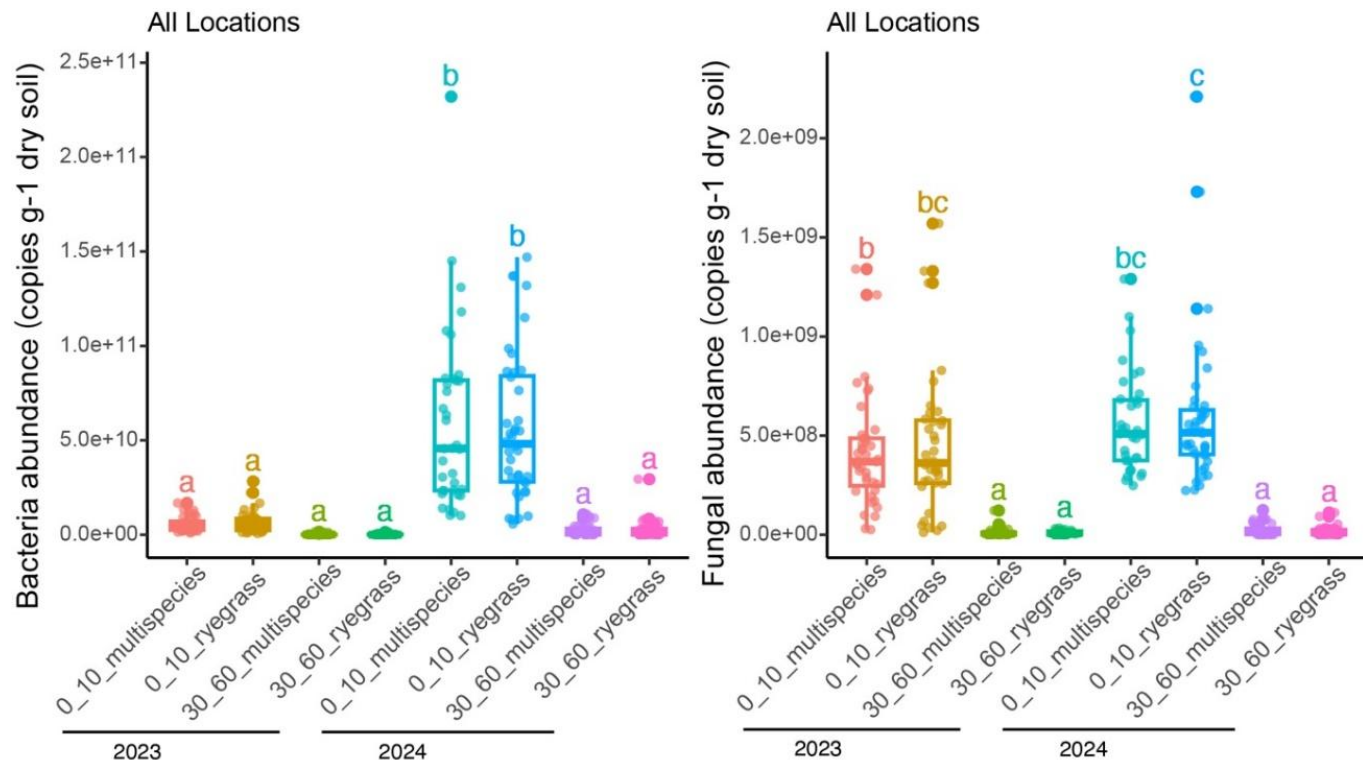 All Locations
Bacteria abundance (copies g-1 dry soil)
2.5e+11
2.0e+11
1.5e+11
1.0e+11
5.0e+10
0.0e+00
a
a
a
a
b
b
a
a
0_10_multispecies
0_10_ryegrass
30_60_multispecies
30_60_ryegrass
0_10_multispecies
0_10_ryegrass
30_60_multispecies
30_60_ryegrass
2023
2024
All Locations
Fungal abundance (copies g-1 dry soil)
2.0e+09
1.5e+09
1.0e+09
5.0e+08
0.0e+00
b
bc
a
a
bc
c
a
a
0_10_multispecies
0_10_ryegrass
30_60_multispecies
30_60_ryegrass
0_10_multispecies
0_10_ryegrass
30_60_multispecies
30_60_ryegrass
2023
2024